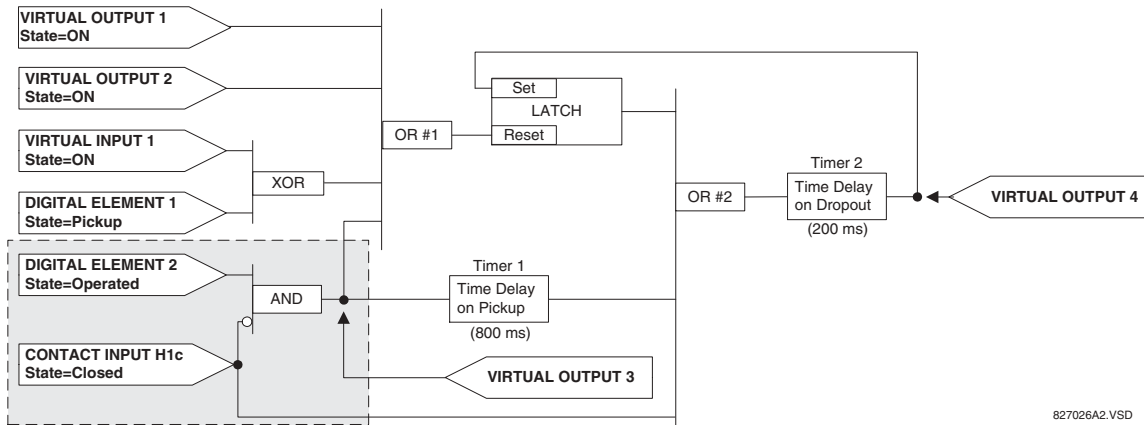 VIRTUAL OUTPUT 1
State=ON
VIRTUAL OUTPUT 2
State=ON
VIRTUAL INPUT 1
State=ON
DIGITAL ELEMENT 1
State=Pickup
DIGITAL ELEMENT 2
State=Operated
CONTACT INPUT H1c
State=Closed
XOR
AND
OR #1
Set
LATCH
Reset
Timer 1
Time Delay
on Pickup
(800 ms)
VIRTUAL OUTPUT 3
OR #2
Timer 2
Time Delay
on Dropout
(200 ms)
VIRTUAL OUTPUT 4
827026A2.VSD